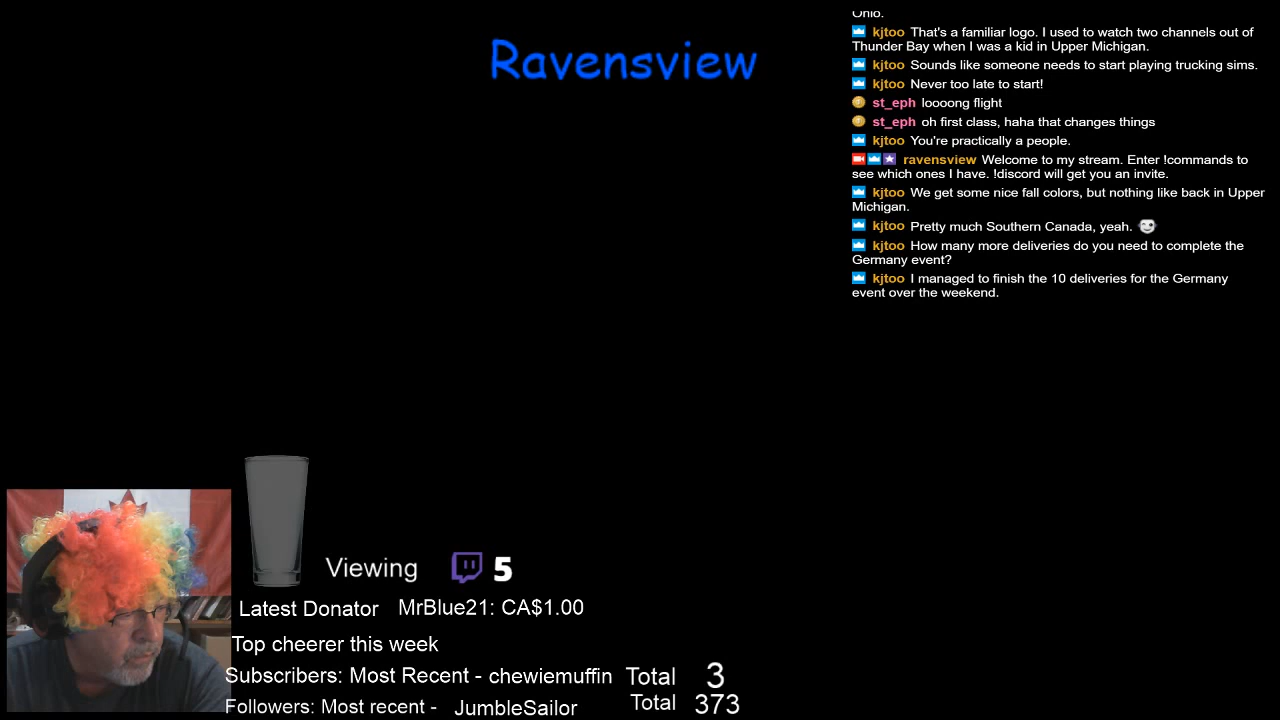 Ravensview
Ohio.
kjtoo That's a familiar logo. I used to watch two channels out of
Thunder Bay when I was a kid in Upper Michigan.
kjtoo Sounds like someone needs to start playing trucking sims.
kjtoo Never too late to start!
st_eph loooong flight
st_eph oh first class, haha that changes things
kjtoo You're practically a people.
ravensview Welcome to my stream. Enter !commands to
see which ones I have. !discord will get you an invite.
kjtoo We get some nice fall colors, but nothing like back in Upper
Michigan.
kjtoo Pretty much Southern Canada, yeah.
kjtoo How many more deliveries do you need to complete the
Germany event?
kjtoo I managed to finish the 10 deliveries for the Germany
event over the weekend.
Viewing 5
Latest Donator MrBlue21: CA$1.00
Top cheerer this week
Subscribers: Most Recent - chewiemuffin Total 3
Followers: Most recent - JumbleSailor Total 373